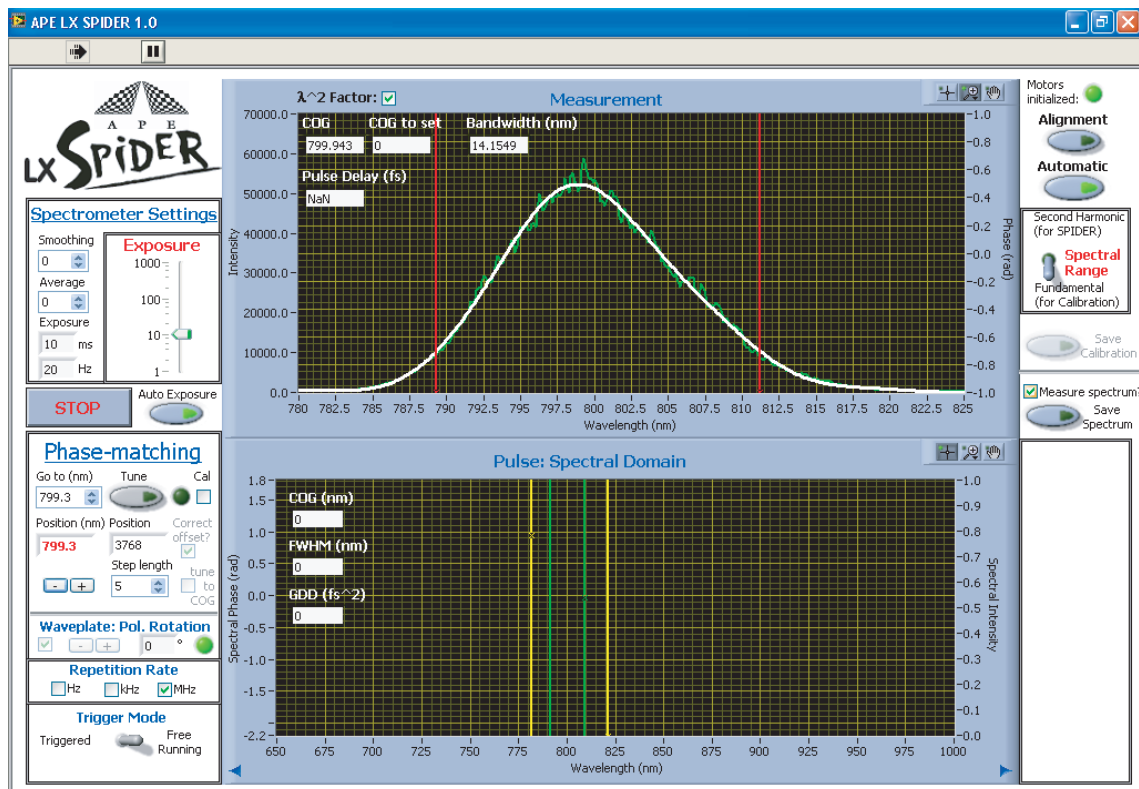 APE LX SPIDER 1.0
A P E
LX SPiDER
Spectrometer Settings
Smoothing
0
Average
0
Exposure
10 ms
20 Hz
Exposure
1000
100
10
1
STOP
Auto Exposure
Phase-matching
Go to (nm) Tune Cal
799.3
Position (nm) Position Correct offset?
799.3 3768
Step length
- + 5
tune to COG
Waveplate: Pol. Rotation
- + 0 °
Repetition Rate
Hz kHz MHz
Trigger Mode
Triggered Free Running
λ^2 Factor: Measurement
COG COG to set Bandwidth (nm)
799.943 0 14.1549
Pulse Delay (fs)
NaN
Intensity
70000.0
60000.0
50000.0
40000.0
30000.0
20000.0
10000.0
0.0
780 782.5 785 787.5 790 792.5 795 797.5 800 802.5 805 807.5 810 812.5 815 817.5 820 822.5 825
Wavelength (nm)
-1.0
-0.8
-0.6
-0.4
-0.2
-0.0
-0.2
-0.4
-0.6
-0.8
-1.0
Phase (rad)
Pulse: Spectral Domain
COG (nm)
0
FWHM (nm)
0
GDD (fs^2)
0
Spectral Phase (rad)
1.8
1.5
1.0
0.5
0.0
-0.5
-1.0
-1.5
-2.2
650 675 700 725 750 775 800 825 850 875 900 925 950 975 1000
Wavelength (nm)
-1.0
-0.9
-0.8
-0.7
-0.6
-0.5
-0.4
-0.3
-0.2
-0.1
-0.0
Spectral Intensity
Motors initialized:
Alignment
Automatic
Second Harmonic
(for SPIDER)
Spectral Range
Fundamental
(for Calibration)
Save Calibration
Measure spectrum?
Save Spectrum